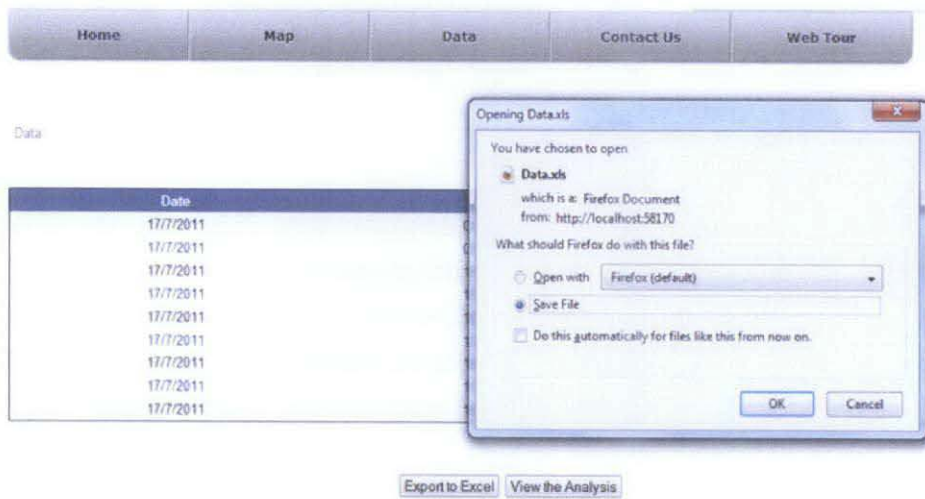 Home Map Data Contact Us Web Tour
Data
Opening Data.xls
You have chosen to open
Data.xls
which is a: Firefox Document
from: http://localhost:58170
What should Firefox do with this file?
Open with Firefox (default)
Save File
Do this automatically for files like this from now on.
OK Cancel
Date
17/7/2011
17/7/2011
17/7/2011
17/7/2011
17/7/2011
17/7/2011
17/7/2011
17/7/2011
17/7/2011
Export to Excel View the Analysis